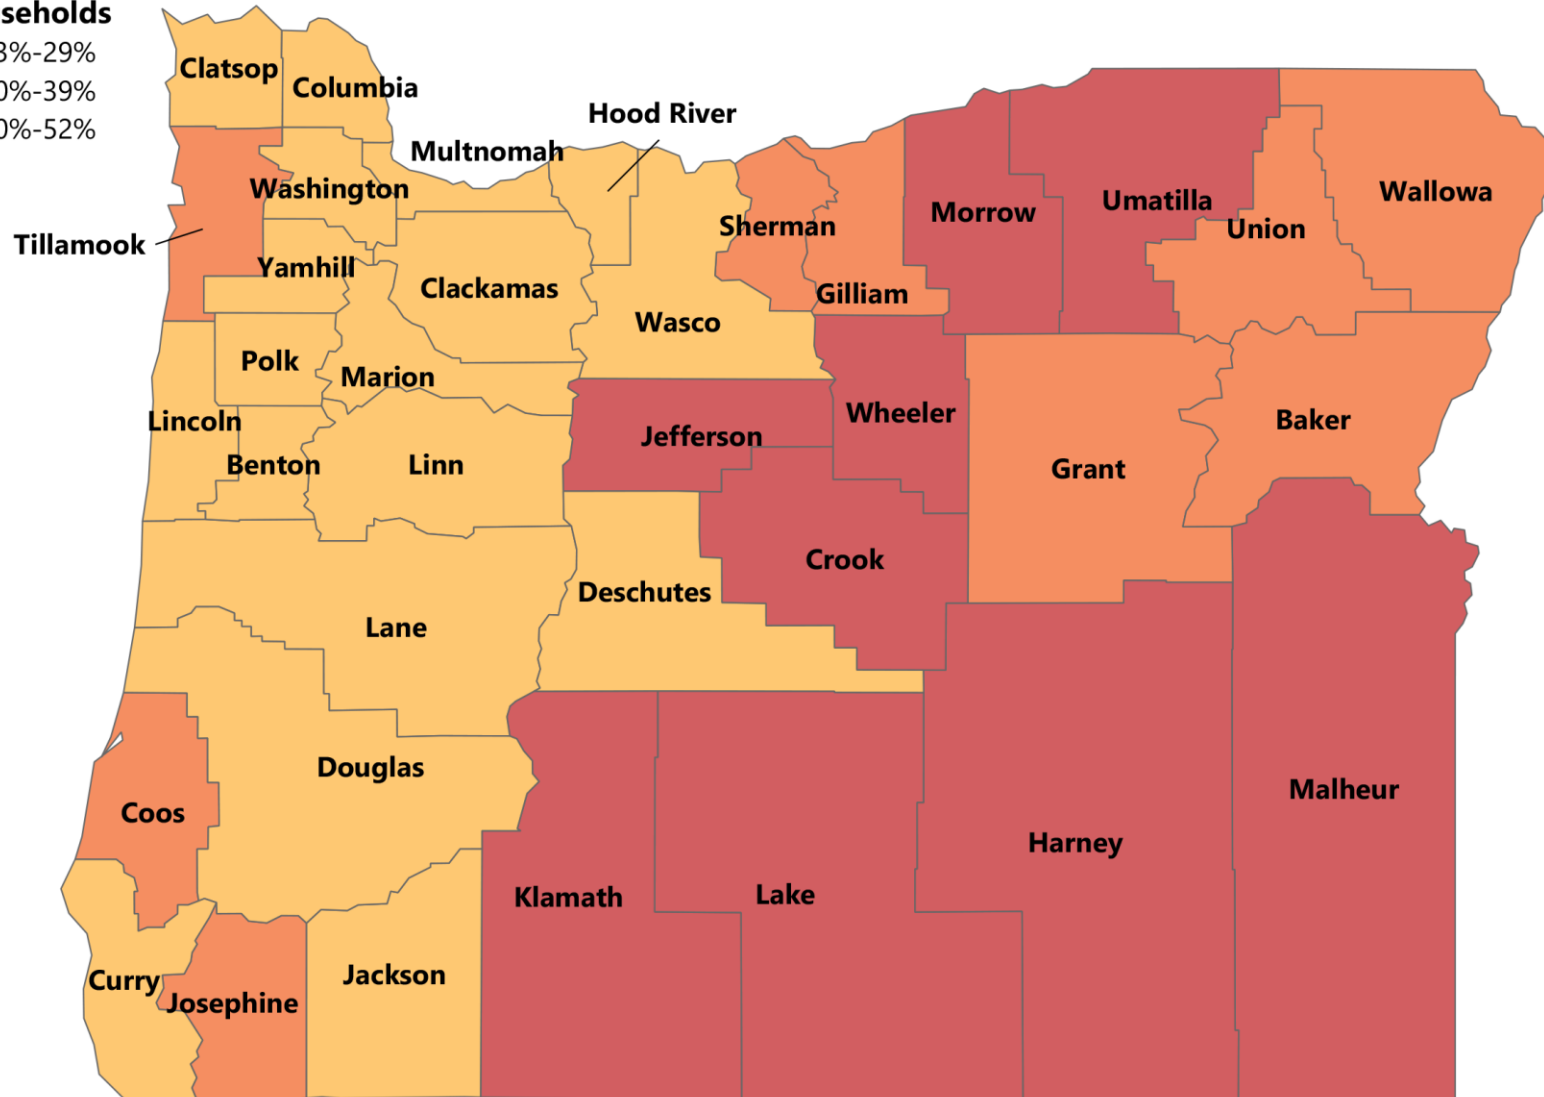 seholds
3%-29%
0%-39%
0%-52%
Clatsop
Columbia
Hood River
Multnomah
Washington
Tillamook
Yamhill
Clackamas
Sherman
Gilliam
Morrow
Umatilla
Union
Wallowa
Wasco
Polk
Marion
Lincoln
Benton
Linn
Jefferson
Wheeler
Grant
Baker
Crook
Deschutes
Lane
Douglas
Coos
Malheur
Harney
Klamath
Lake
Curry
Josephine
Jackson